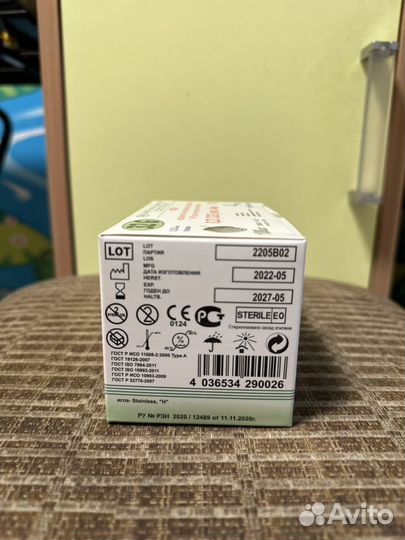 LOT
LOT
ПАРТИЯ
LOS
2205B02
MFG
ДАТА ИЗГОТОВЛЕНИЯ
HERST.
2022-05
EXP.
ГОДЕН ДО
HALTB.
2027-05
2
CE
0124
STERILE EO
Стерилизовано оксид этилена
ГОСТ Р ИСО 11608-2:2000 Type A
ГОСТ 19126-2007
ГОСТ ISO 7864-2011
ГОСТ ISO 10993-2011
ГОСТ Р ИСО 10993-2009
ГОСТ Р 52770-2007
4 036534 290026
игла- Stainless, "H"
РУ № РЗН 2020 / 12489 от 11.11.2020г.
Avito